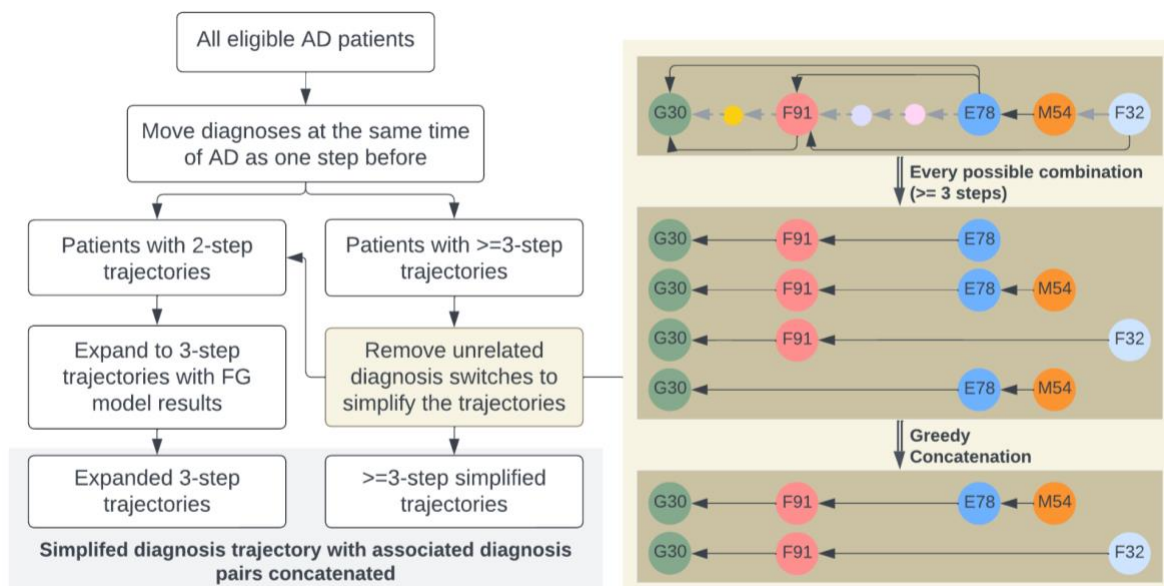 All eligible AD patients
Move diagnoses at the same time
of AD as one step before
Patients with 2-step
trajectories
Patients with >=3-step
trajectories
Expand to 3-step
trajectories with FG
model results
Remove unrelated
diagnosis switches to
simplify the trajectories
Expanded 3-step
trajectories
>=3-step simplified
trajectories
Simplifed diagnosis trajectory with associated diagnosis
pairs concatenated
G30 F91 E78 M54 F32
Every possible combination
(>= 3 steps)
G30 F91 E78
G30 F91 E78 M54
G30 F91 F32
G30 E78 M54
Greedy
Concatenation
G30 F91 E78 M54
G30 F91 F32